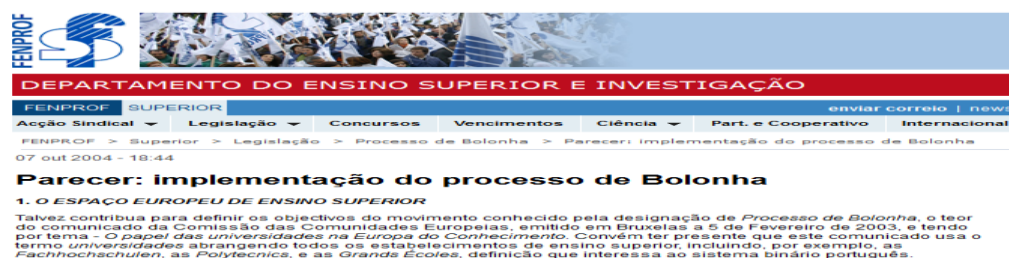 FENPROF
DEPARTAMENTO DO ENSINO SUPERIOR E INVESTIGAÇÃO
FENPROF SUPERIOR enviar correio | news
Acção Sindical Legislação Concursos Vencimentos Ciência Part. e Cooperativo Internacional
FENPROF > Superior > Legislação > Processo de Bolonha > Parecer: implementação do processo de Bolonha
07 out 2004 - 18:44
Parecer: implementação do processo de Bolonha
1. O ESPAÇO EUROPEU DE ENSINO SUPERIOR
Talvez contribua para definir os objectivos do movimento conhecido pela designação de Processo de Bolonha, o teor
do comunicado da Comissão das Comunidades Europeias, emitido em Bruxelas a 5 de Fevereiro de 2003, e tendo
por tema - O papel das universidades na Europa do Conhecimento. Convém ter presente que este comunicado usa o
termo universidades abrangendo todos os estabelecimentos de ensino superior, incluindo, por exemplo, as
Fachhochschulen, as Polytecnics, e as Grands Écoles, definição que interessa ao sistema binário português.